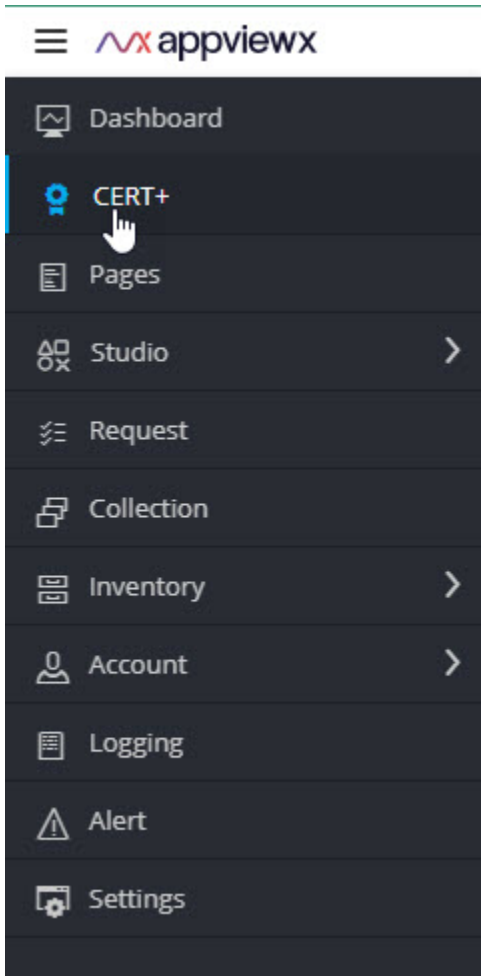 appviewx
Dashboard
CERT+
Pages
Studio
Request
Collection
Inventory
Account
Logging
Alert
Settings